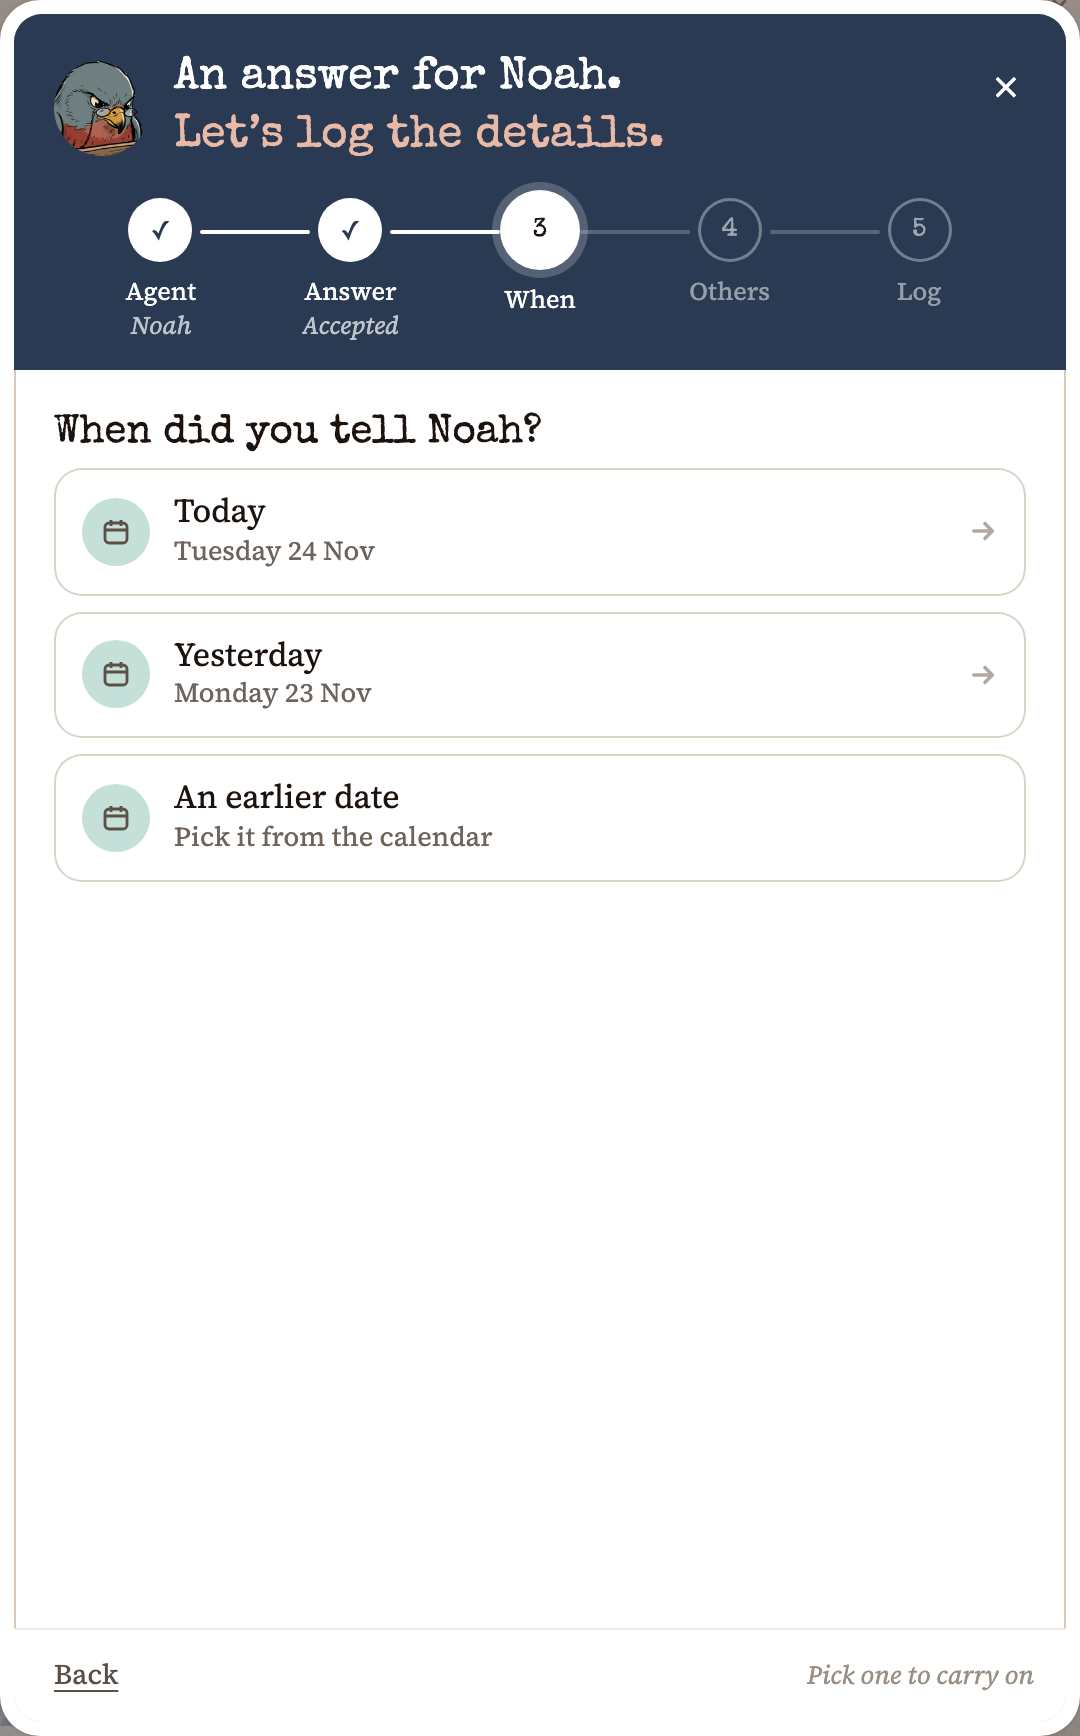 An answer for Noah.
Let’s log the details.
✓
✓
3
4
5
Agent
Answer
When
Others
Log
Noah
Accepted
When did you tell Noah?
Today
Tuesday 24 Nov
Yesterday
Monday 23 Nov
An earlier date
Pick it from the calendar
Back
Pick one to carry on